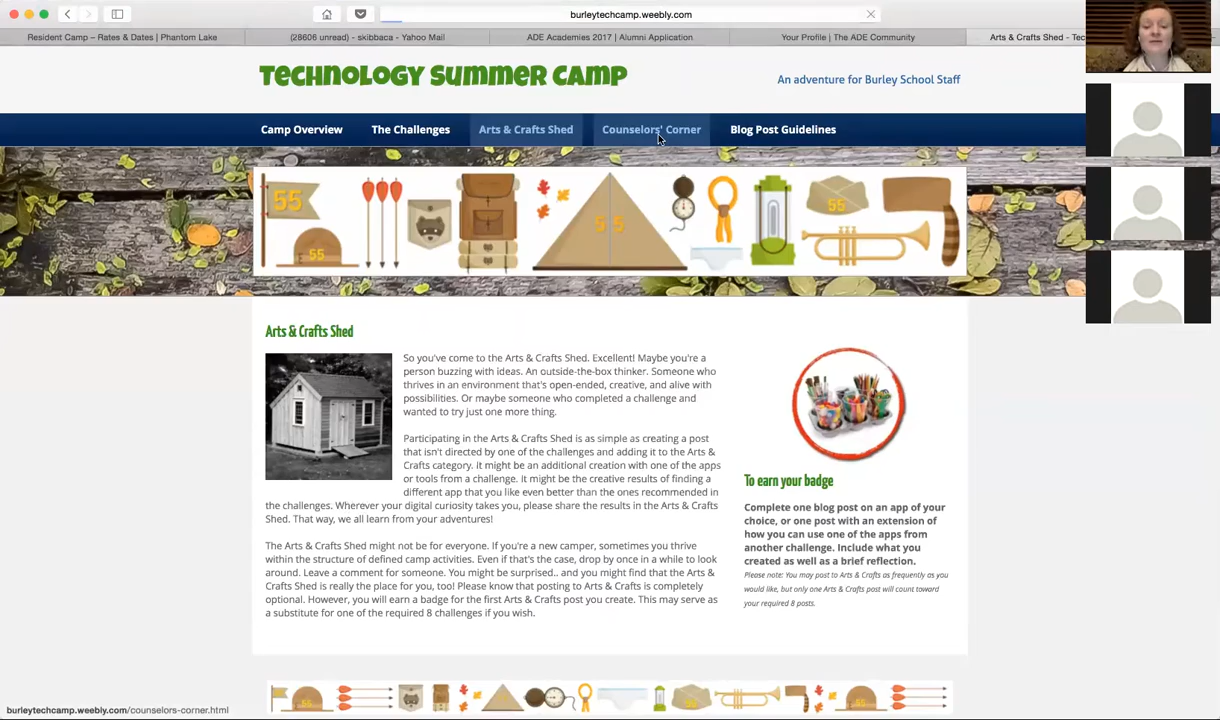 burleytechcamp.weebly.com
Resident Camp – Rates & Dates | Phantom Lake
(28606 unread) - skibbaca - Yahoo Mail
ADE Academies 2017 | Alumni Application
Your Profile | The ADE Community
Arts & Crafts Shed - Tec
Technology Summer Camp
An adventure for Burley School Staff
Camp Overview
The Challenges
Arts & Crafts Shed
Counselors' Corner
Blog Post Guidelines
55
55
5 5
55
Arts & Crafts Shed
So you've come to the Arts & Crafts Shed. Excellent! Maybe you're a
person buzzing with ideas. An outside-the-box thinker. Someone who
thrives in an environment that's open-ended, creative, and alive with
possibilities. Or maybe someone who completed a challenge and
wanted to try just one more thing.
Participating in the Arts & Crafts Shed is as simple as creating a post
that isn't directed by one of the challenges and adding it to the Arts &
Crafts category. It might be an additional creation with one of the apps
or tools from a challenge. It might be the creative results of finding a
different app that you like even better than the ones recommended in
the challenges. Wherever your digital curiosity takes you, please share the results in the Arts & Crafts
Shed. That way, we all learn from your adventures!
The Arts & Crafts Shed might not be for everyone. If you're a new camper, sometimes you thrive
within the structure of defined camp activities. Even if that's the case, drop by once in a while to look
around. Leave a comment for someone. You might be surprised.. and you might find that the Arts &
Crafts Shed is really the place for you, too! Please know that posting to Arts & Crafts is completely
optional. However, you will earn a badge for the first Arts & Crafts post you create. This may serve as
a substitute for one of the required 8 challenges if you wish.
To earn your badge
Complete one blog post on an app of your
choice, or one post with an extension of
how you can use one of the apps from
another challenge. Include what you
created as well as a brief reflection.
Please note: You may post to Arts & Crafts as frequently as you
would like, but only one Arts & Crafts post will count toward
your required 8 posts.
burleytechcamp.weebly.com/counselors-corner.html